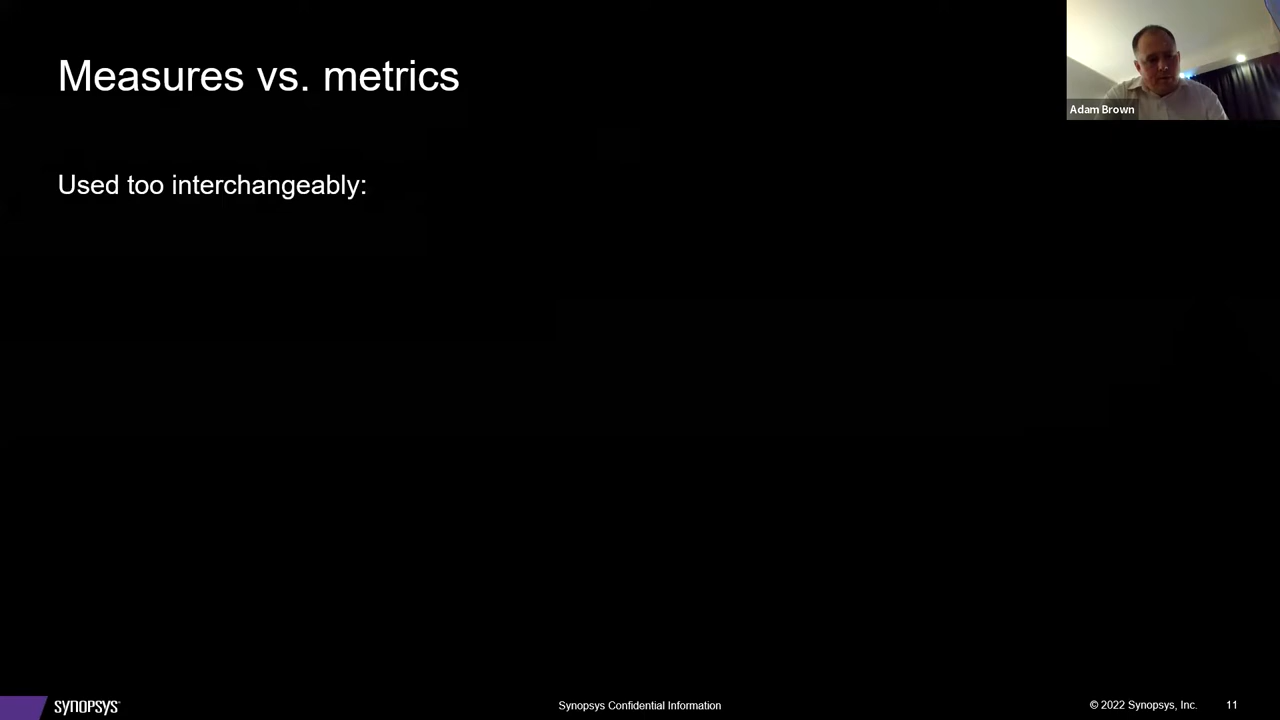 Measures vs. metrics
Adam Brown
Used too interchangeably:
SYNOPSYS
Synopsys Confidential Information
© 2022 Synopsys, Inc.
11